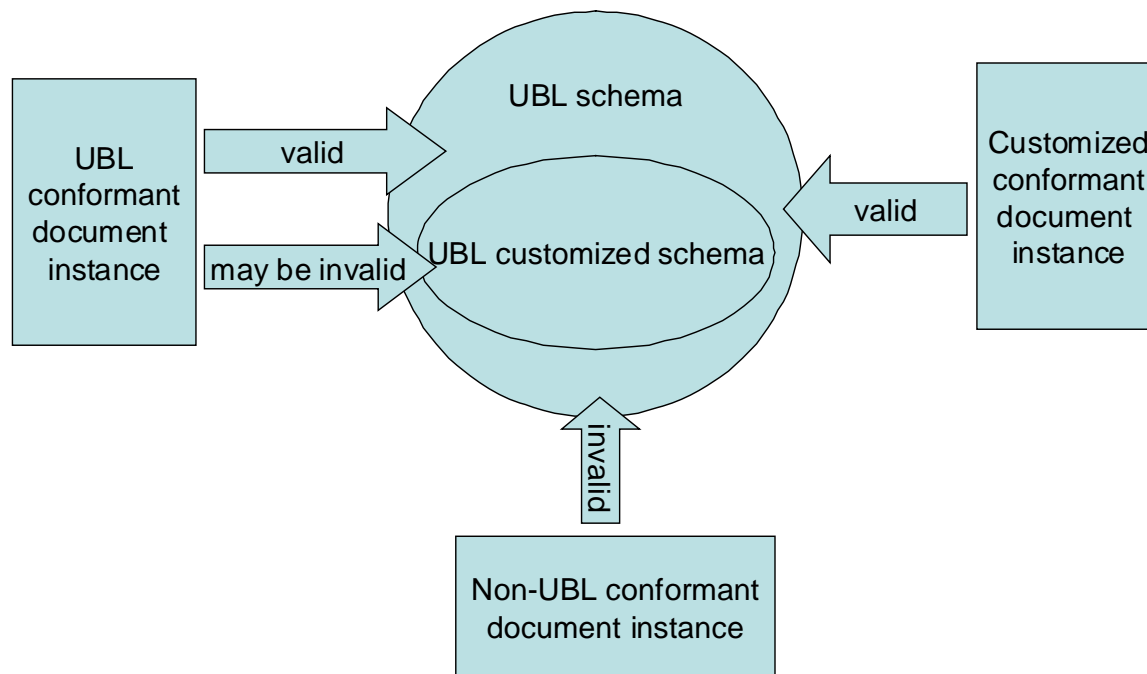 UBL schema
UBL
conformant
document
instance
valid
Customized
conformant
document
instance
valid
UBL customized schema
may be invalid
invalid
Non-UBL conformant
document instance